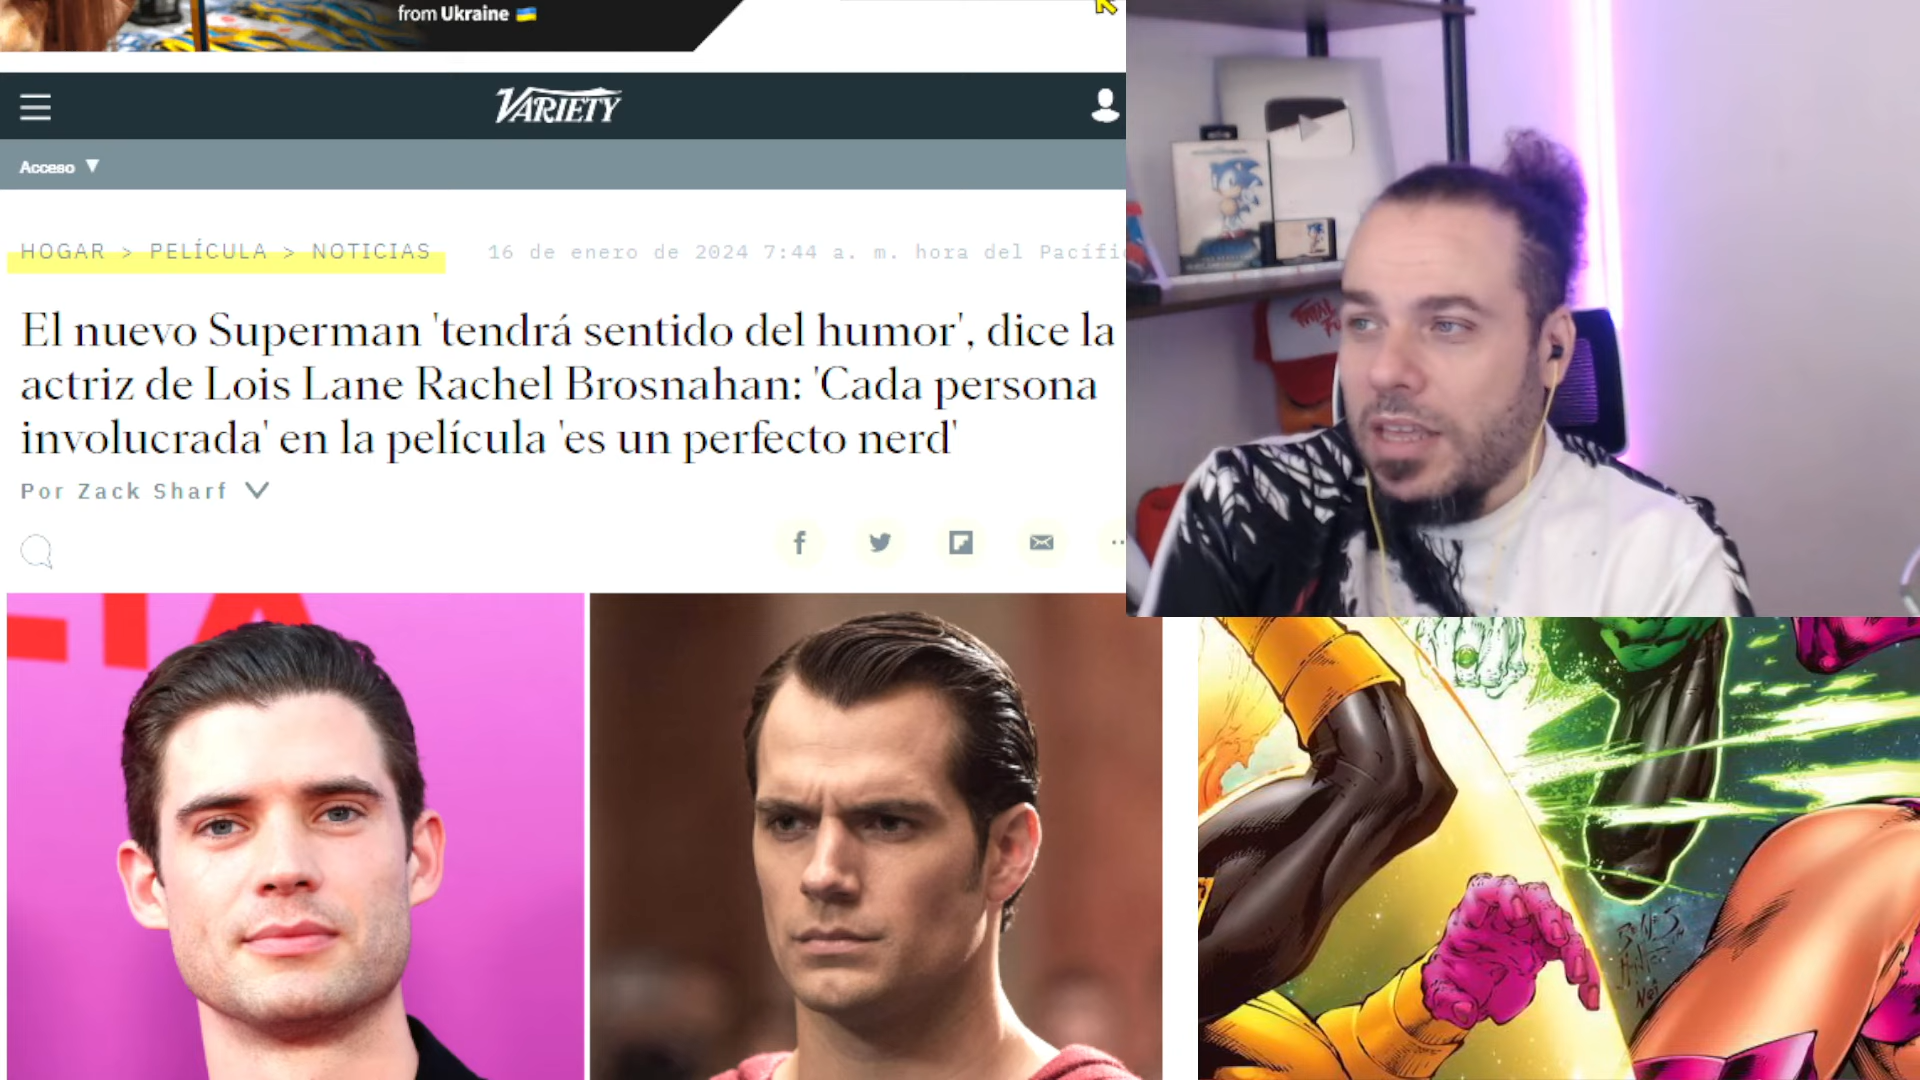 from Ukraine
VARIETY
Acceso ▼
HOGAR > PELÍCULA > NOTICIAS
16 de enero de 2024 7:44 a. m. hora del Pacífi
El nuevo Superman 'tendrá sentido del humor', dice la
actriz de Lois Lane Rachel Brosnahan: 'Cada persona
involucrada' en la película 'es un perfecto nerd'
Por Zack Sharf